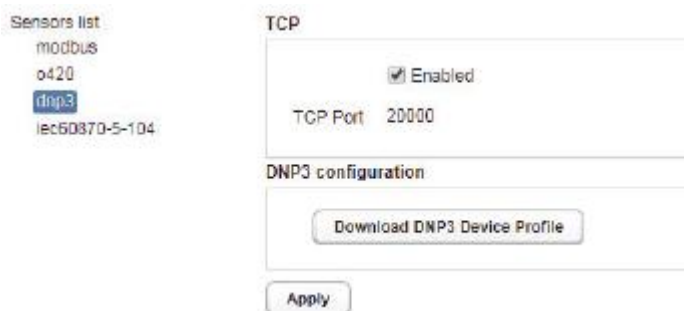 Sensors list
modbus
o420
dnp3
iec60870-5-104
TCP
Enabled
TCP Port 20000
DNP3 configuration
Download DNP3 Device Profile
Apply